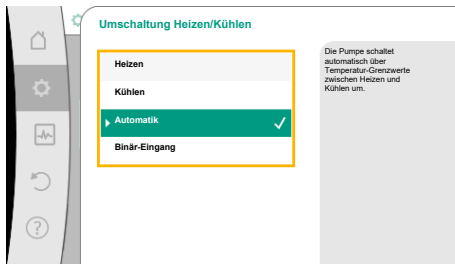 Umschaltung Heizen/Kühlen
Heizen
Kühlen
Automatik
Binär-Eingang
Die Pumpe schaltet
automatisch über
Temperatur-Grenzwerte
zwischen Heizen und
Kühlen um.
?